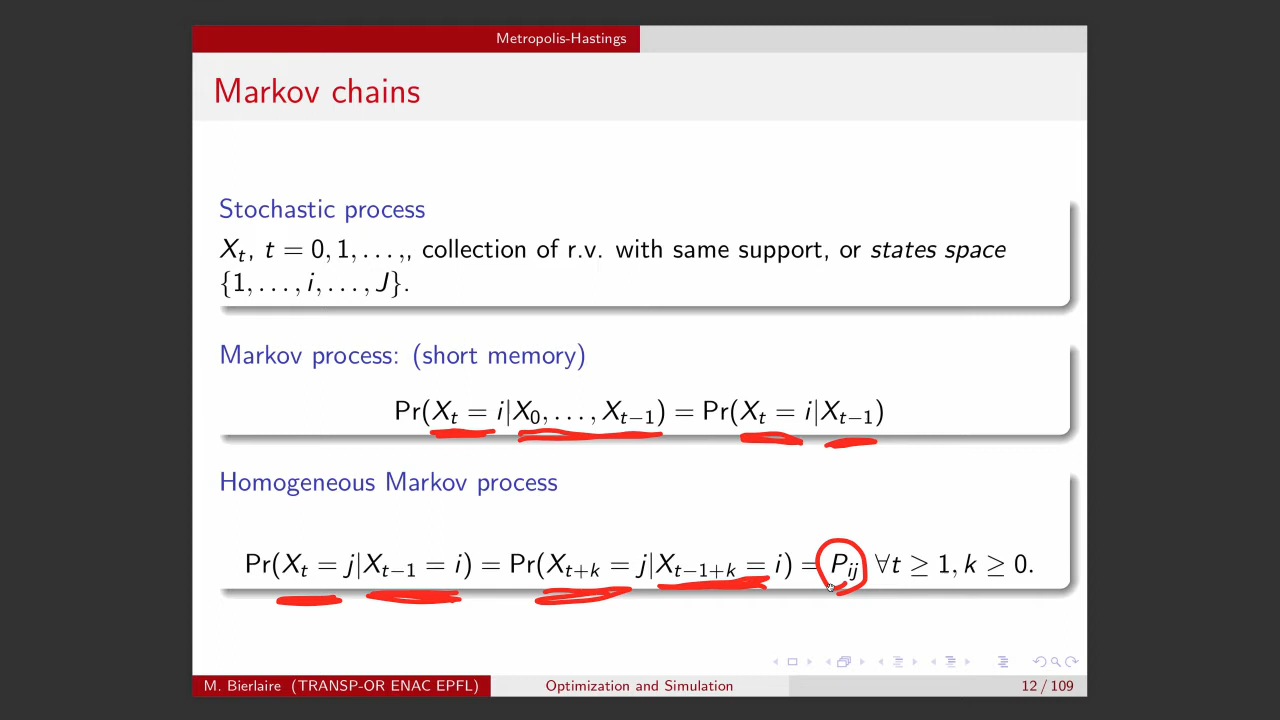 Metropolis-Hastings
Markov chains
Stochastic process
Xₜ, t = 0, 1, . . . ,, collection of r.v. with same support, or states space
{1, . . . , i, . . . , J}.
Markov process: (short memory)
Pr(Xₜ = i|X₀, . . . , Xₜ₋₁) = Pr(Xₜ = i|Xₜ₋₁)
Homogeneous Markov process
Pr(Xₜ = j|Xₜ₋₁ = i) = Pr(Xₜ₊ₖ = j|Xₜ₋₁₊ₖ = i) = Pᵢⱼ ∀t ≥ 1, k ≥ 0.
M. Bierlaire (TRANSP-OR ENAC EPFL) Optimization and Simulation 12 / 109